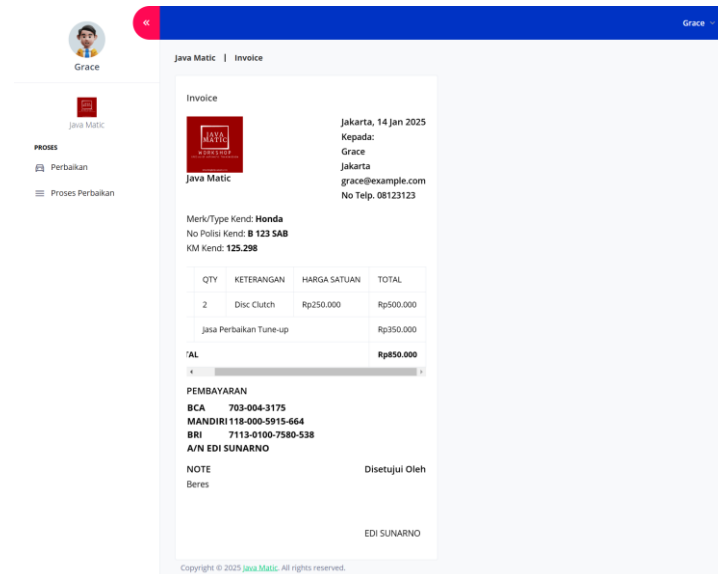 Grace
Grace
Java Matic
PROSES
Perbaikan
Proses Perbaikan
Java Matic | Invoice
Invoice
JAVA
MATIC
WORKSHOP
Java Matic
Jakarta, 14 Jan 2025
Kepada:
Grace
Jakarta
grace@example.com
No Telp. 08123123
Merk/Type Kend: Honda
No Polisi Kend: B 123 SAB
KM Kend: 125.298
QTY KETERANGAN HARGA SATUAN TOTAL
2 Disc Clutch Rp250.000 Rp500.000
Jasa Perbaikan Tune-up Rp350.000
TAL Rp850.000
PEMBAYARAN
BCA 703-004-3175
MANDIRI 118-000-5915-664
BRI 7113-0100-7580-538
A/N EDI SUNARNO
NOTE Disetujui Oleh
Beres
EDI SUNARNO
Copyright © 2025 Java Matic. All rights reserved.